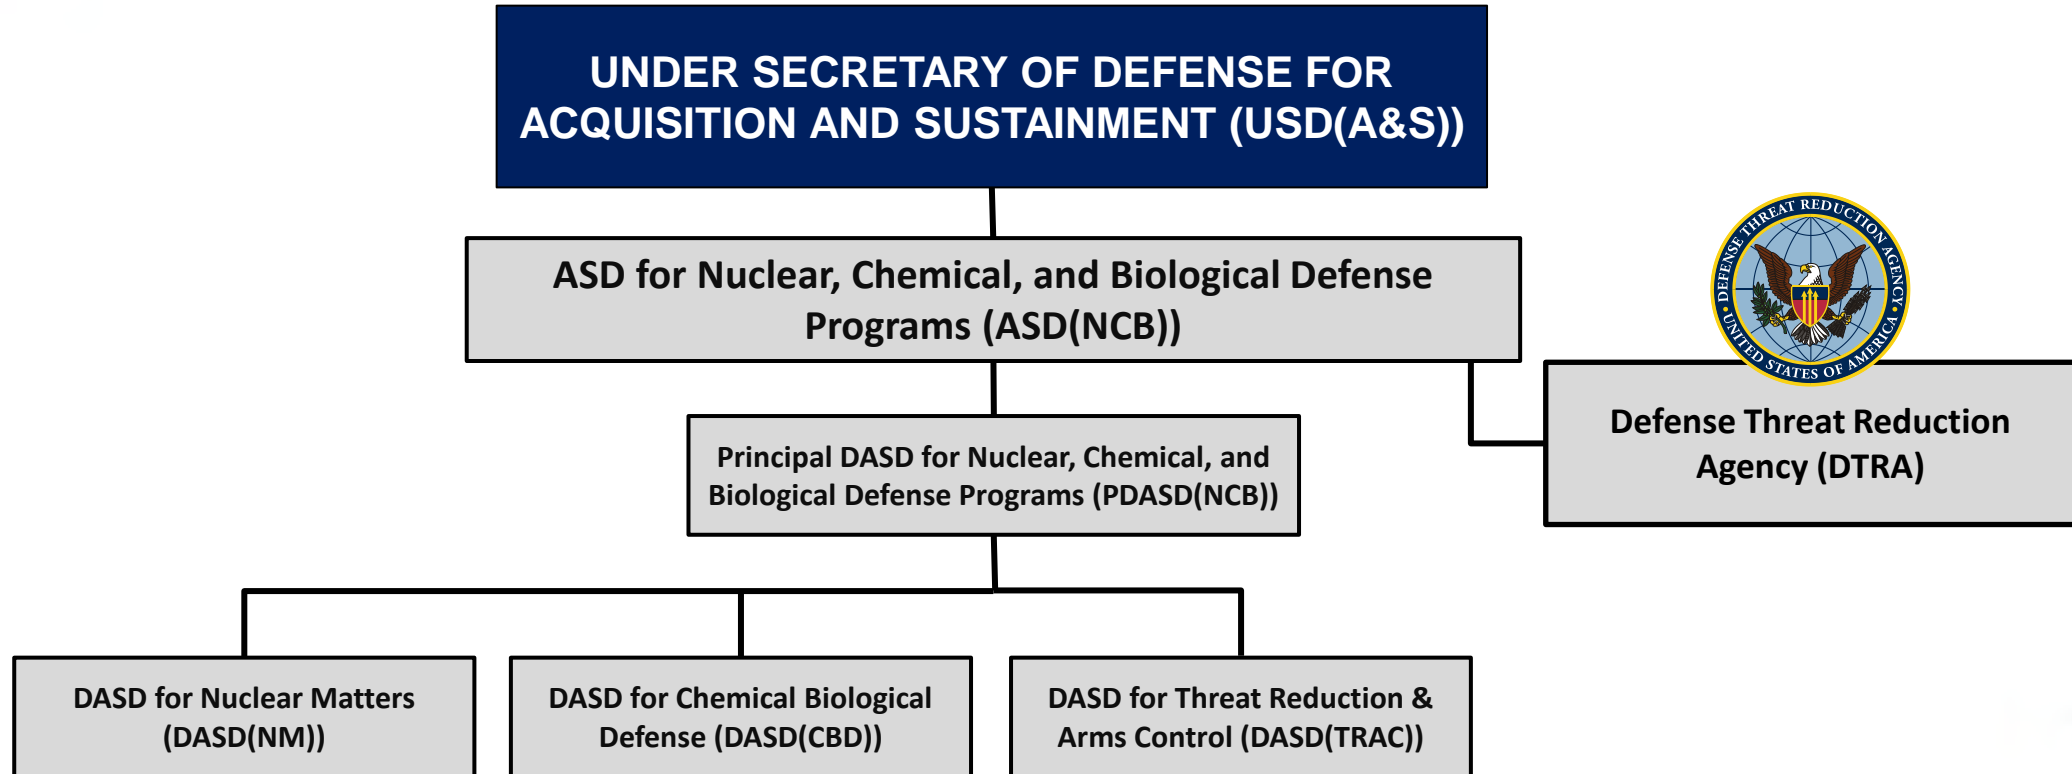 UNDER SECRETARY OF DEFENSE FOR
ACQUISITION AND SUSTAINMENT (USD(A&S))
ASD for Nuclear, Chemical, and Biological Defense
Programs (ASD(NCB))
DEFENSE THREAT REDUCTION AGENCY
UNITED STATES OF AMERICA
Defense Threat Reduction
Agency (DTRA)
Principal DASD for Nuclear, Chemical, and
Biological Defense Programs (PDASD(NCB))
DASD for Nuclear Matters
(DASD(NM))
DASD for Chemical Biological
Defense (DASD(CBD))
DASD for Threat Reduction &
Arms Control (DASD(TRAC))